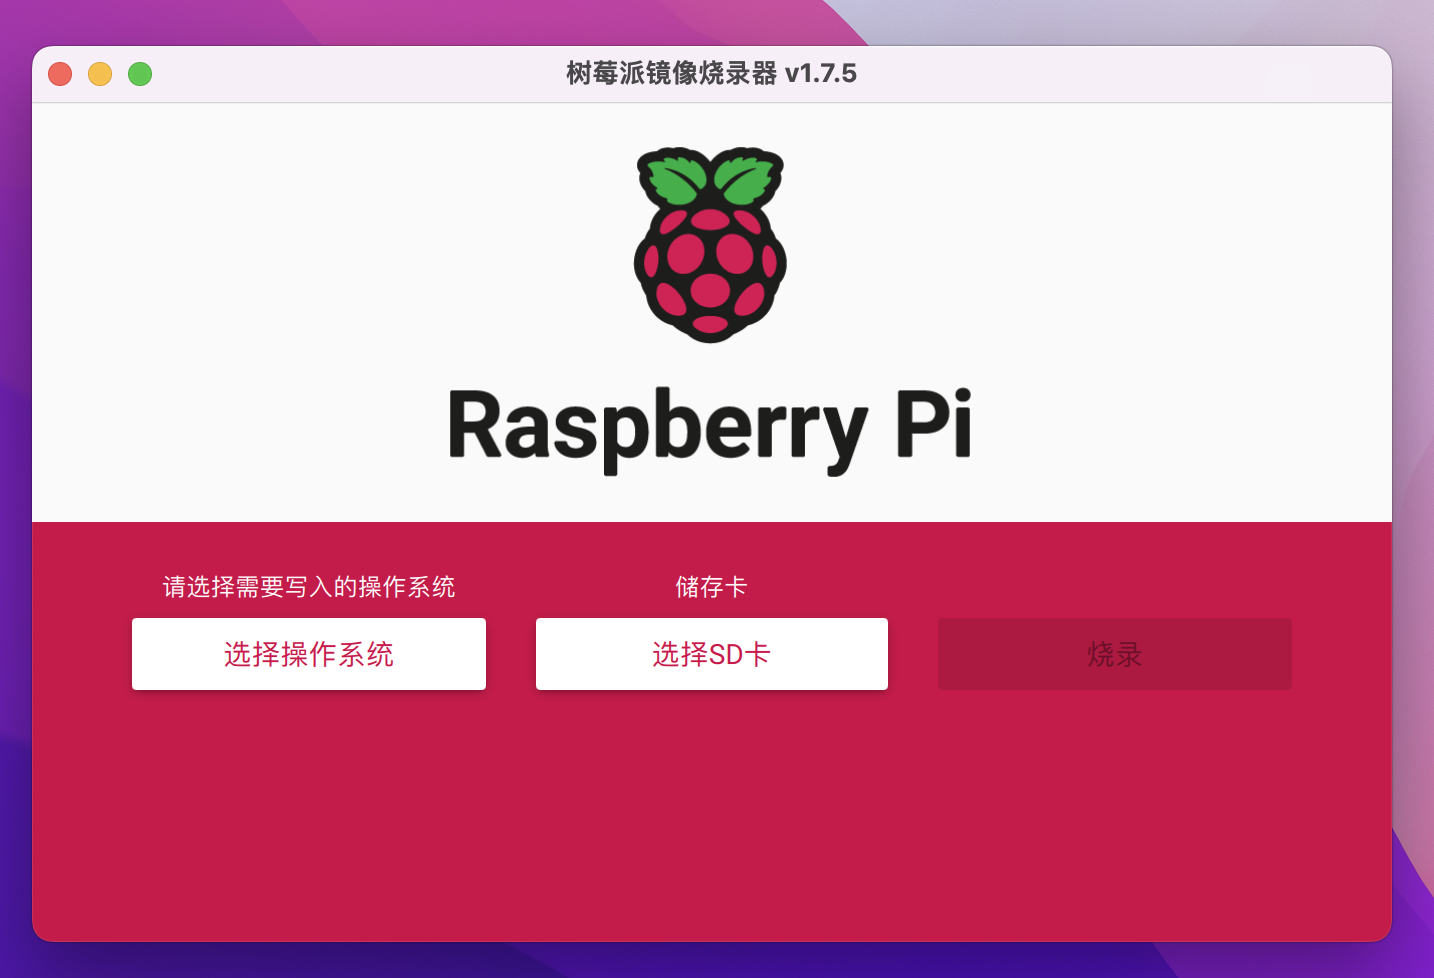 树莓派镜像烧录器 v1.7.5
Raspberry Pi
请选择需要写入的操作系统
储存卡
选择操作系统
选择SD卡
烧录